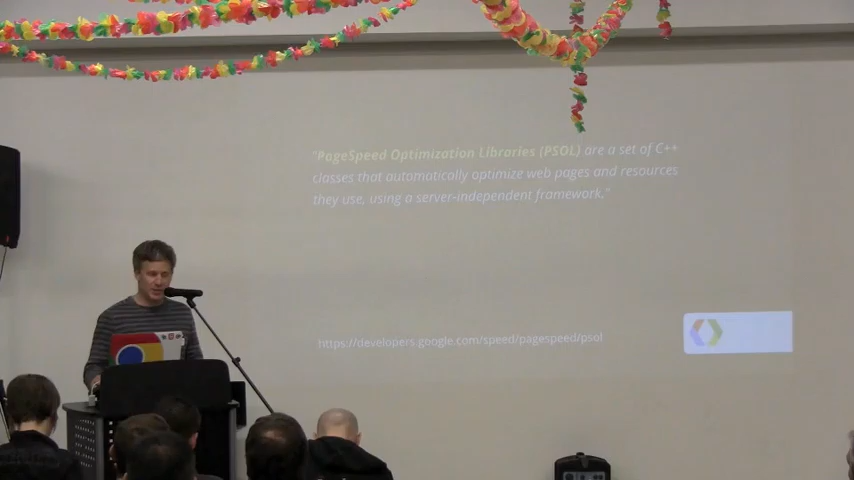 "PageSpeed Optimization Libraries (PSOL) are a set of C++
classes that automatically optimize web pages and resources
they use, using a server-independent framework."
https://developers.google.com/speed/pagespeed/psol